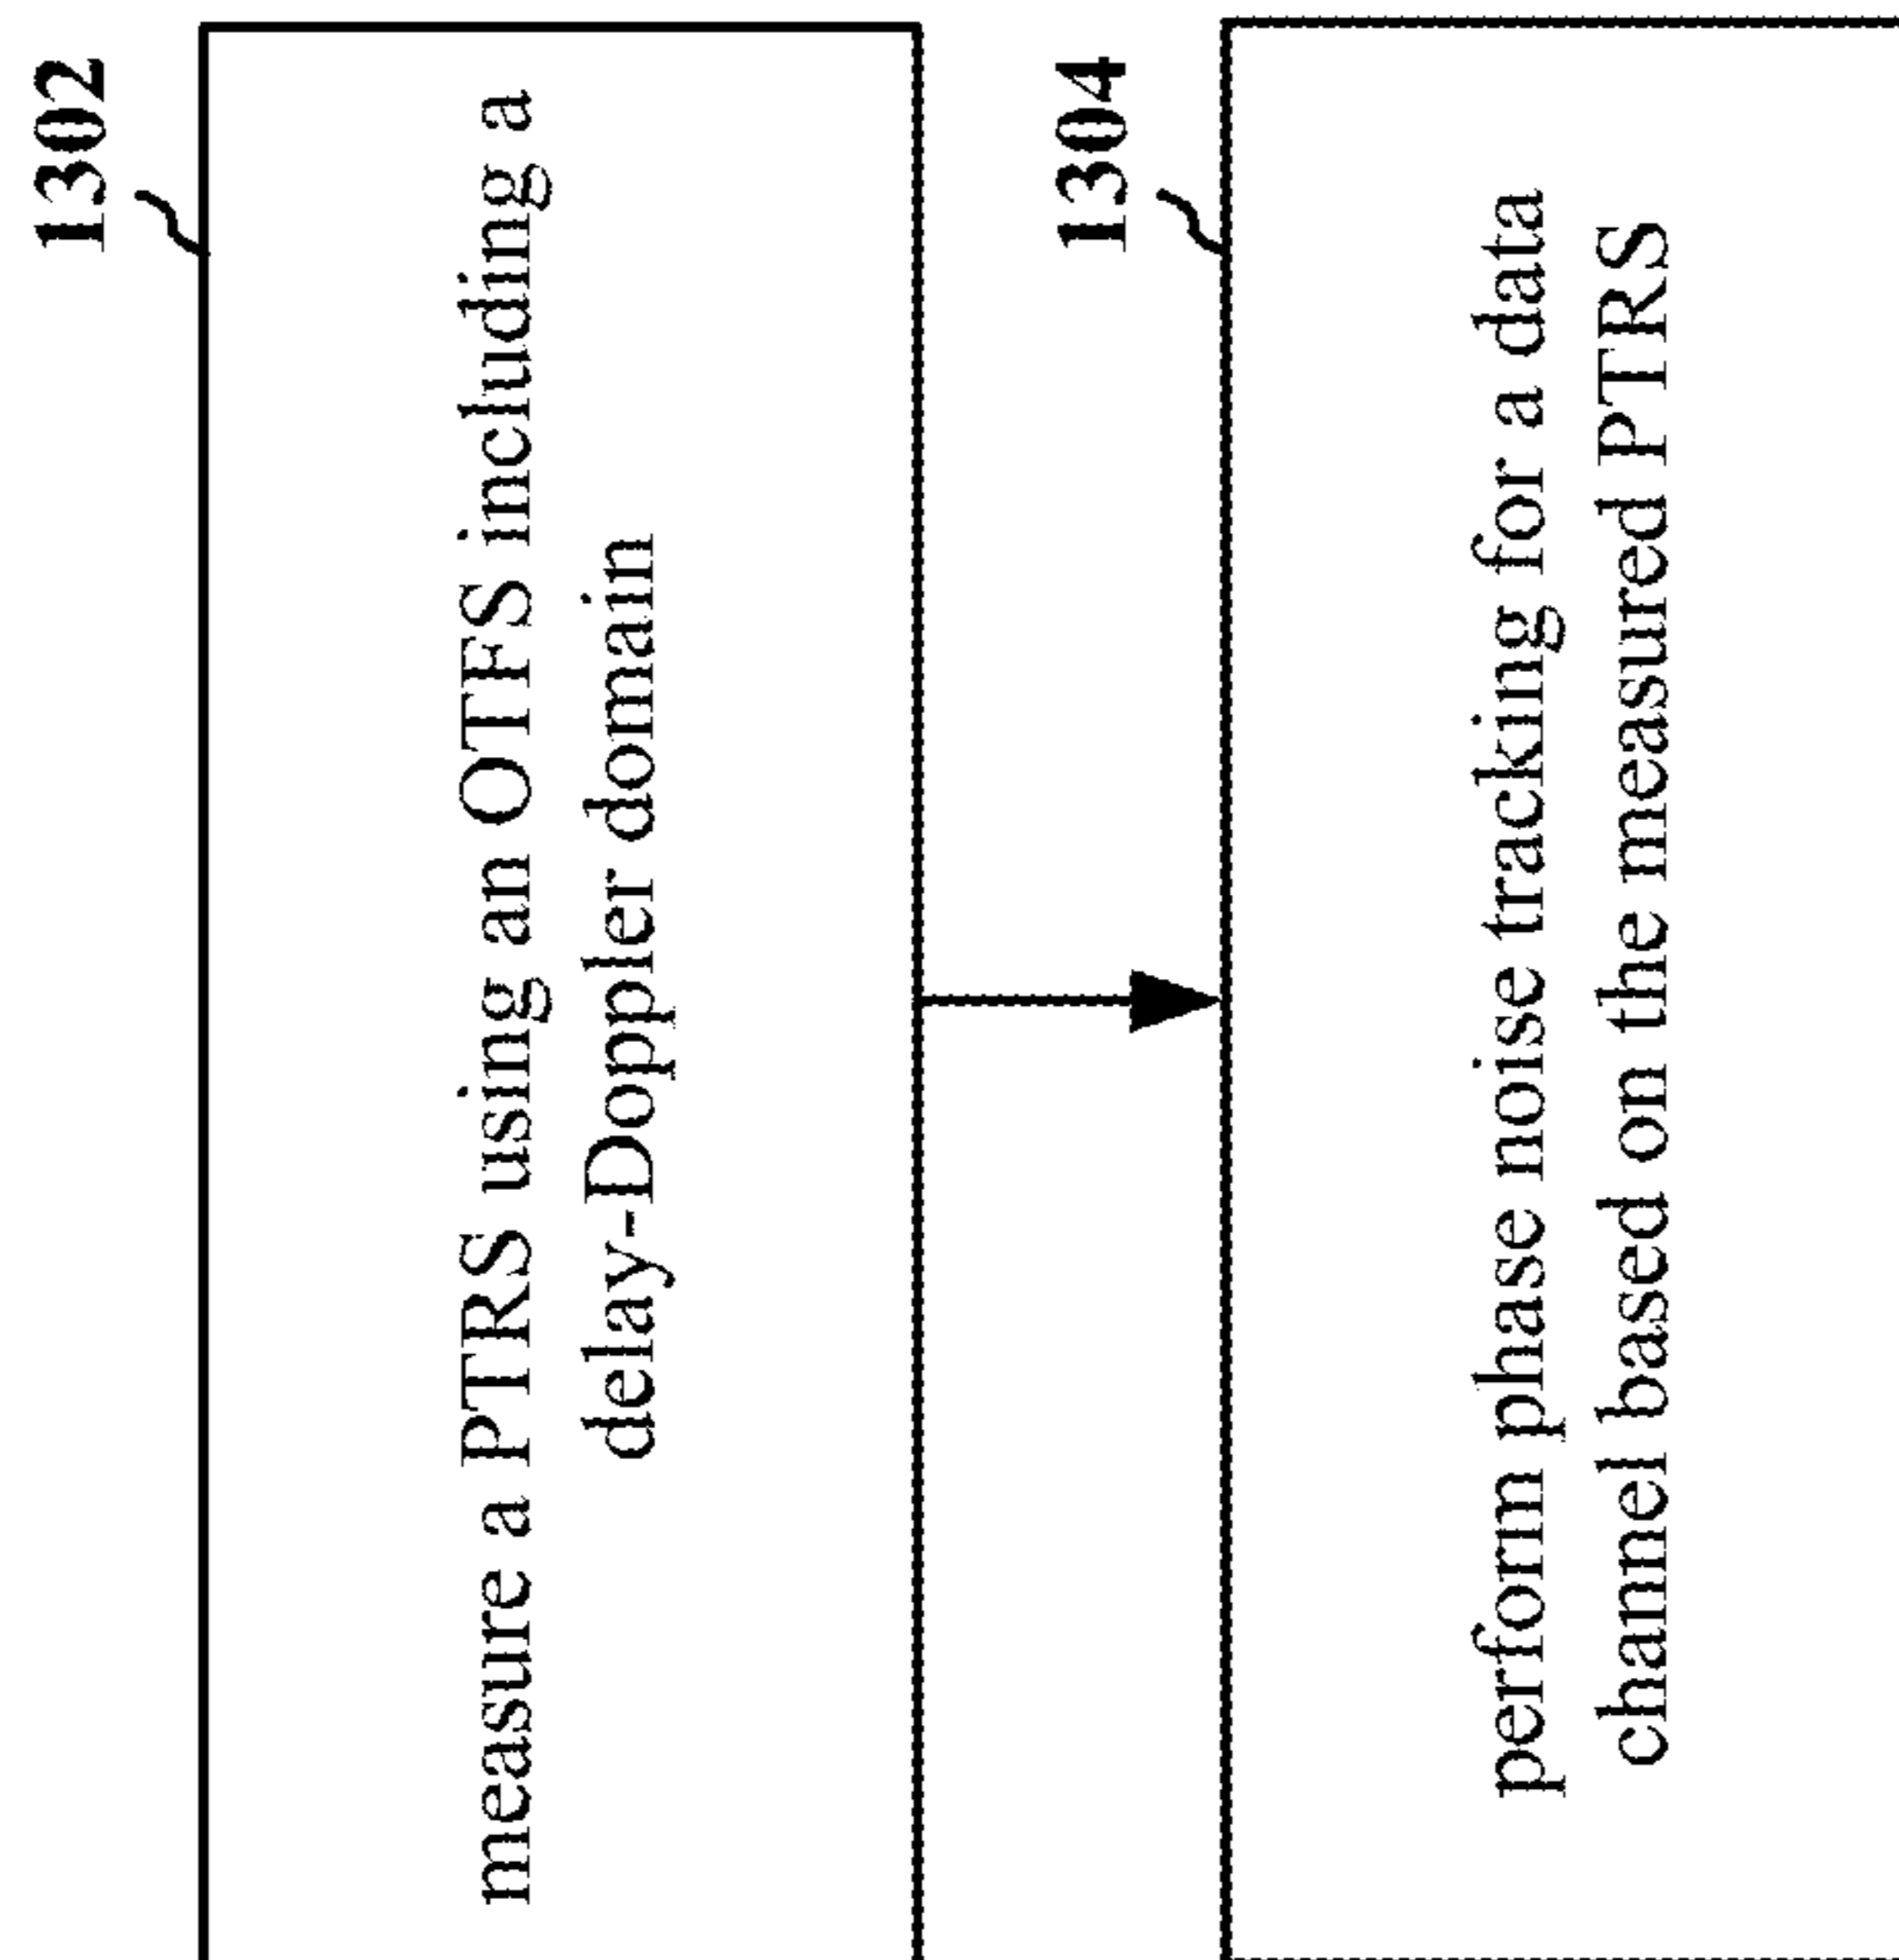 1302
measure a PTRS using an OTFS including a
delay-Doppler domain
1304
perform phase noise tracking for a data
channel based on the measured PTRS